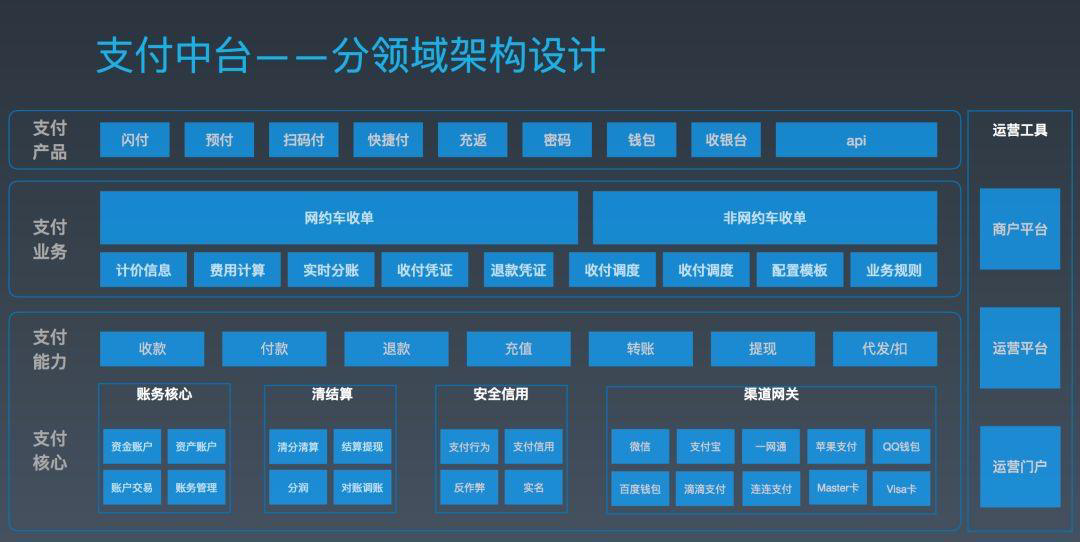 支付中台——分领域架构设计
支付
产品
闪付
预付
扫码付
快捷付
充返
密码
钱包
收银台
api
支付
业务
网约车收单
非网约车收单
计价信息
费用计算
实时分账
收付凭证
退款凭证
收付调度
收付调度
配置模板
业务规则
支付
能力
收款
付款
退款
充值
转账
提现
代发/扣
支付
核心
账务核心
资金账户
资产账户
账户交易
账务管理
清结算
清分清算
结算提现
分润
对账调账
安全信用
支付行为
支付信用
反作弊
实名
渠道网关
微信
支付宝
一网通
苹果支付
QQ钱包
百度钱包
滴滴支付
连连支付
Master卡
Visa卡
运营工具
商户平台
运营平台
运营门户